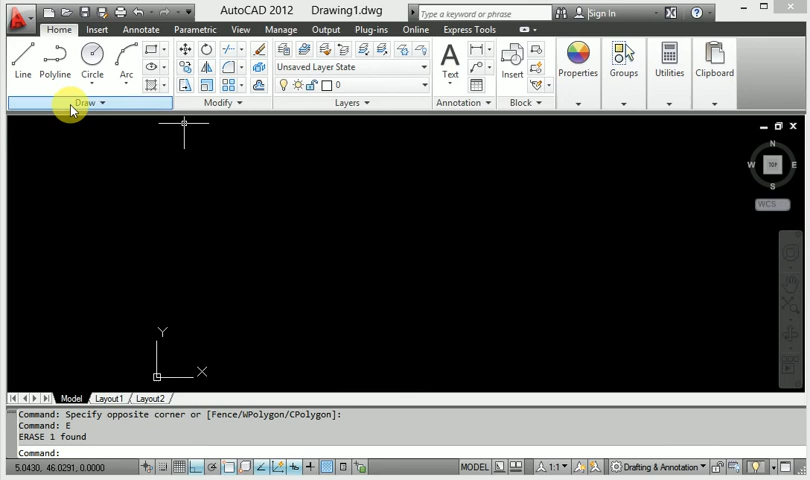 AutoCAD 2012 Drawing1.dwg
Type a keyword or phrase
Sign In
Home Insert Annotate Parametric View Manage Output Plug-ins Online Express Tools
Line Polyline Circle Arc
Unsaved Layer State
0
Text Insert Properties Groups Utilities Clipboard
Draw Modify Layers Annotation Block
N
W TOP E
S
WCS
Y
X
Model Layout1 Layout2
Command: Specify opposite corner or [Fence/WPolygon/CPolygon]:
Command: E
ERASE 1 found
Command:
5.0430, 46.0291, 0.0000 MODEL 1:1 Drafting & Annotation